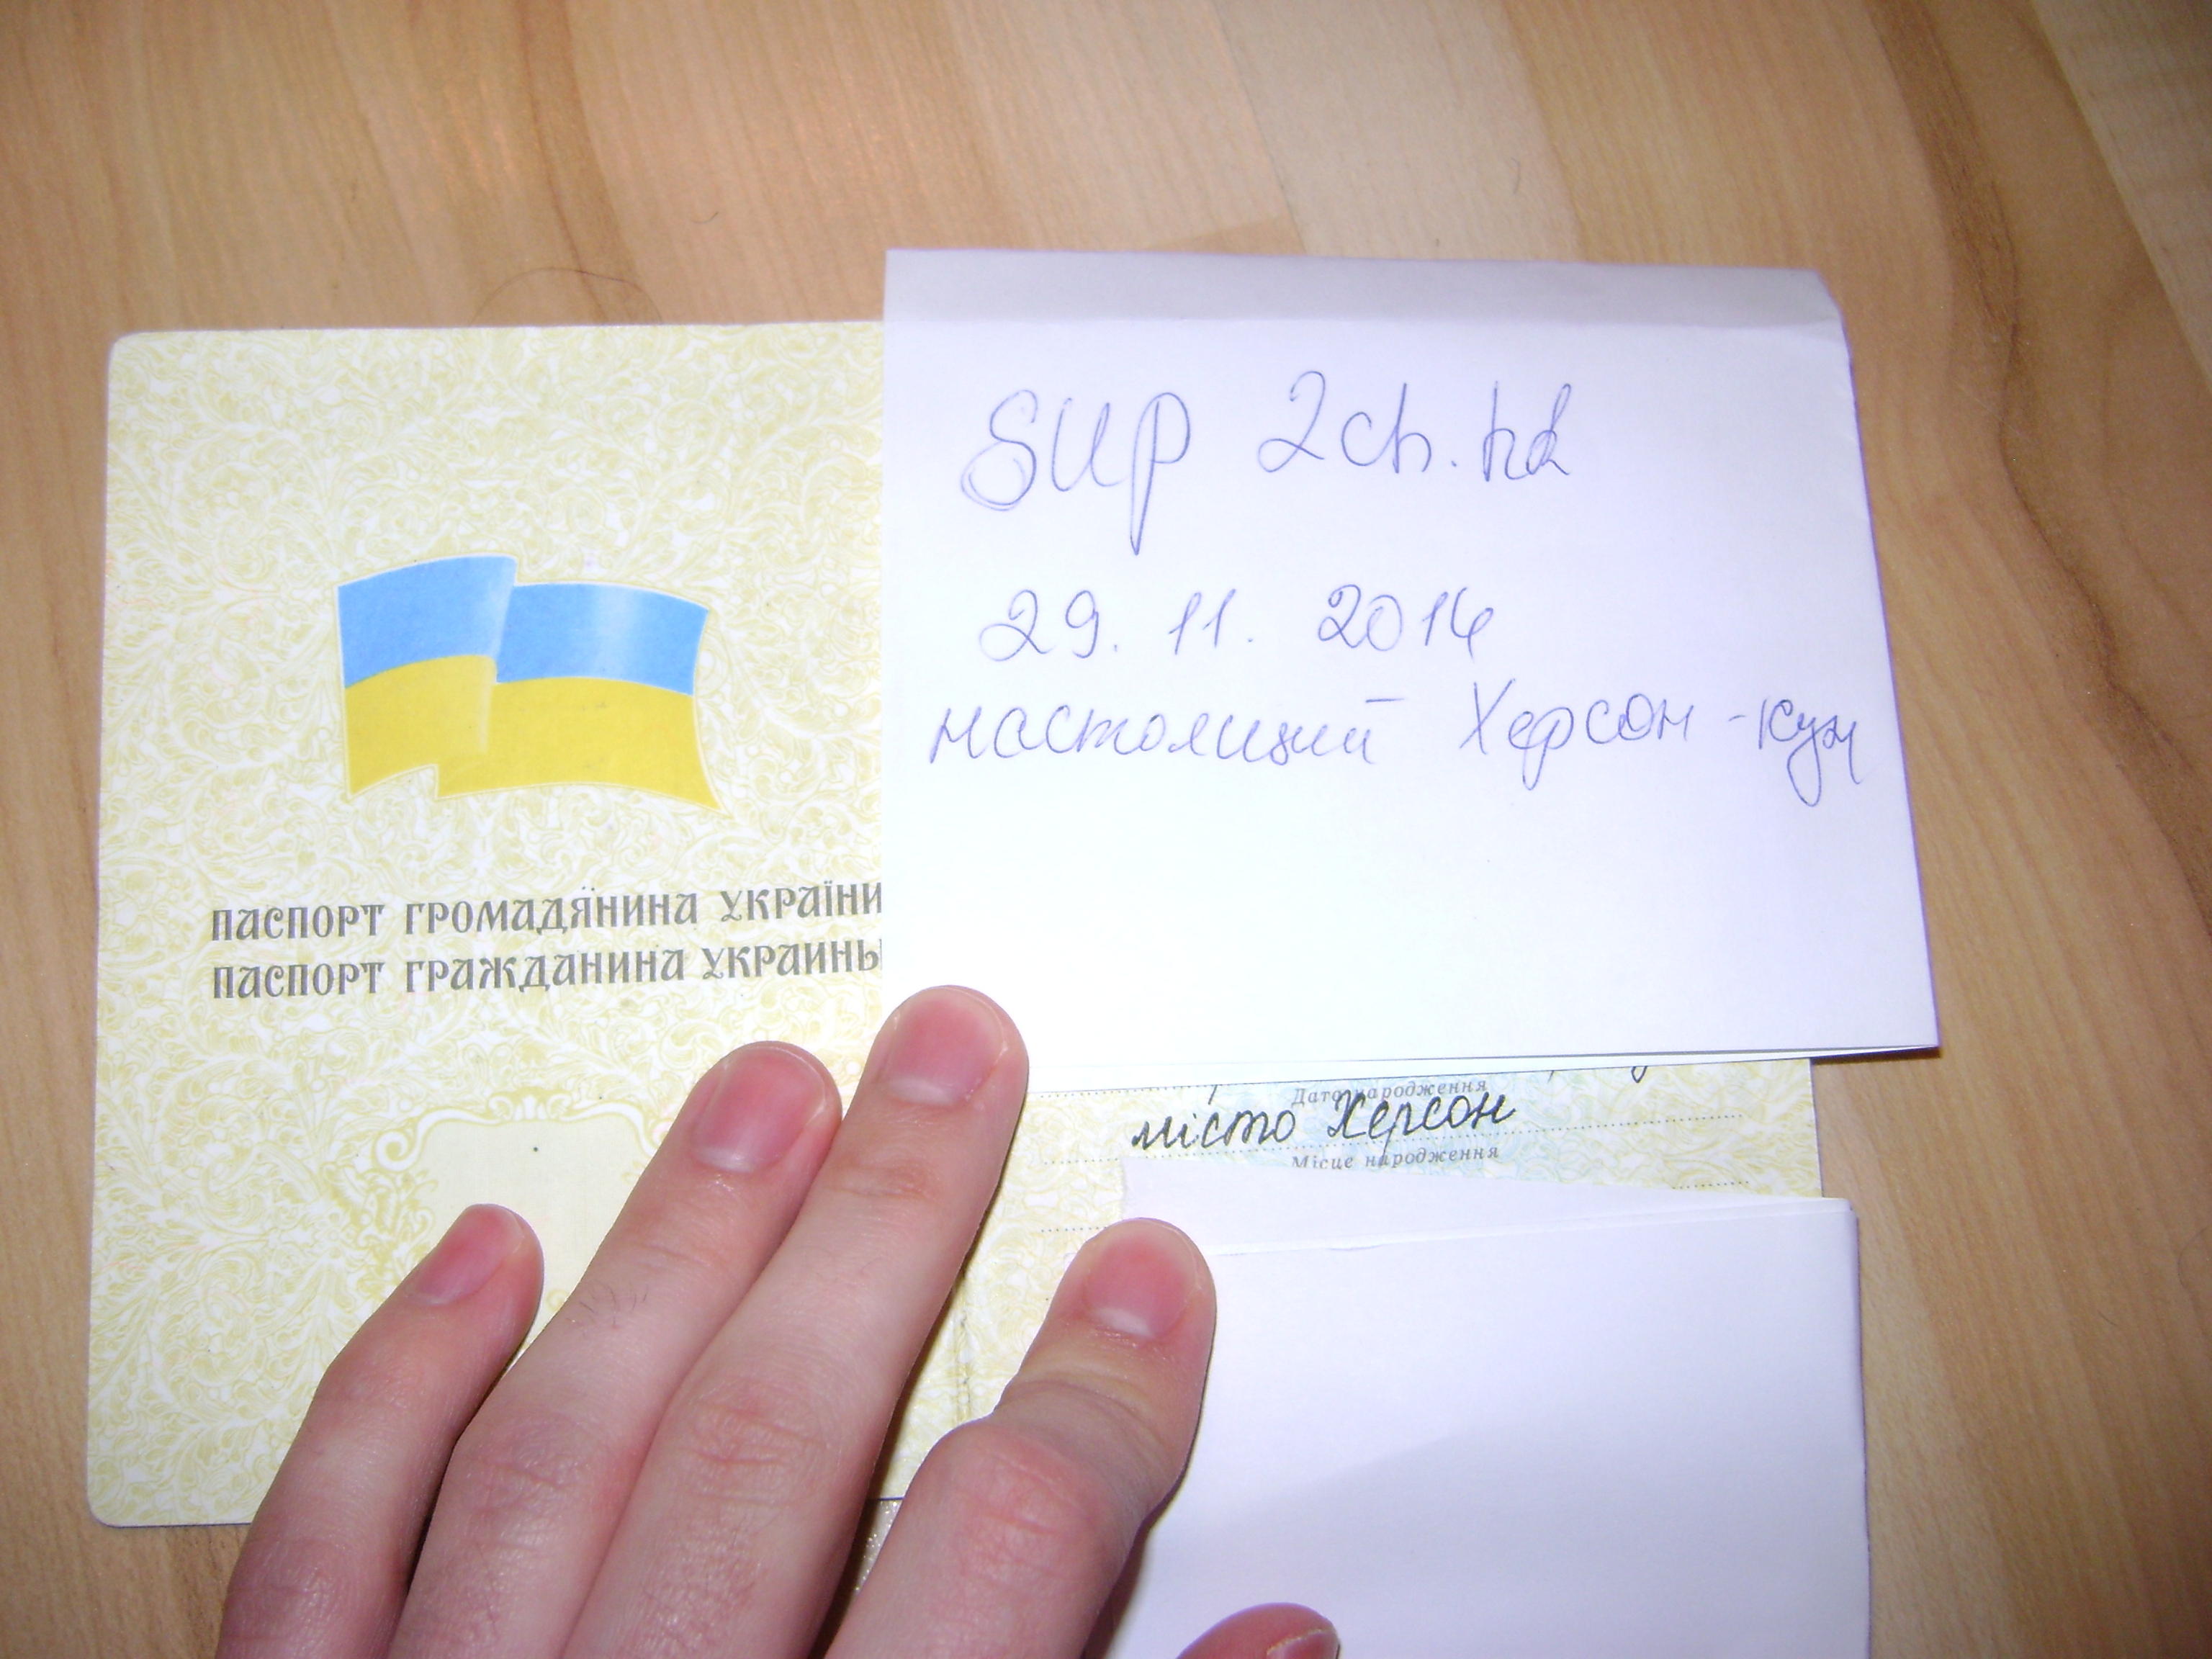 SUP 2ch.hk
29.11.2014
настоящий Херсон-кун
ПАСПОРТ ГРОМАДЯНИНА УКРАЇНИ
ПАСПОРТ ГРАЖДАНИНА УКРАИНЫ
Дата народження
місто Херсон
Місце народження